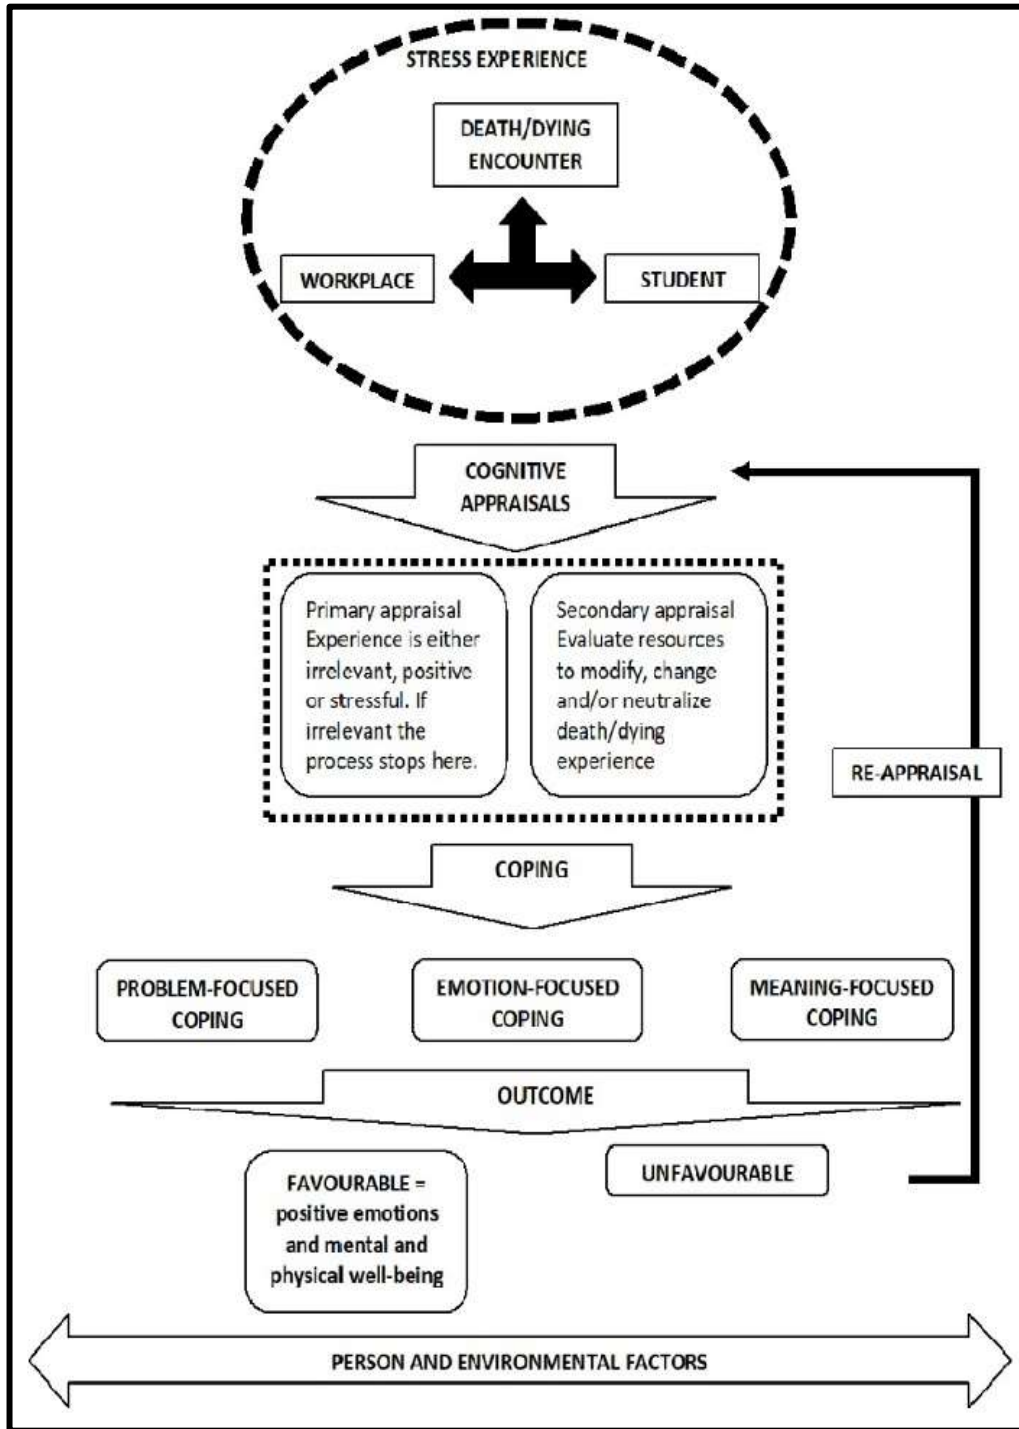 STRESS EXPERIENCE
DEATH/DYING
ENCOUNTER
WORKPLACE
STUDENT
COGNITIVE
APPRAISALS
Primary appraisal
Experience is either
irrelevant, positive
or stressful. If
irrelevant the
process stops here.
Secondary appraisal
Evaluate resources
to modify, change
and/or neutralize
death/dying
experience
RE-APPRAISAL
COPING
PROBLEM-FOCUSED
COPING
EMOTION-FOCUSED
COPING
MEANING-FOCUSED
COPING
OUTCOME
FAVOURABLE =
positive emotions
and mental and
physical well-being
UNFAVOURABLE
PERSON AND ENVIRONMENTAL FACTORS